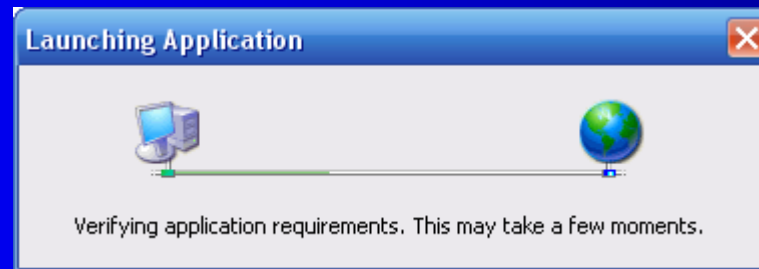 Launching Application
Verifying application requirements. This may take a few moments.